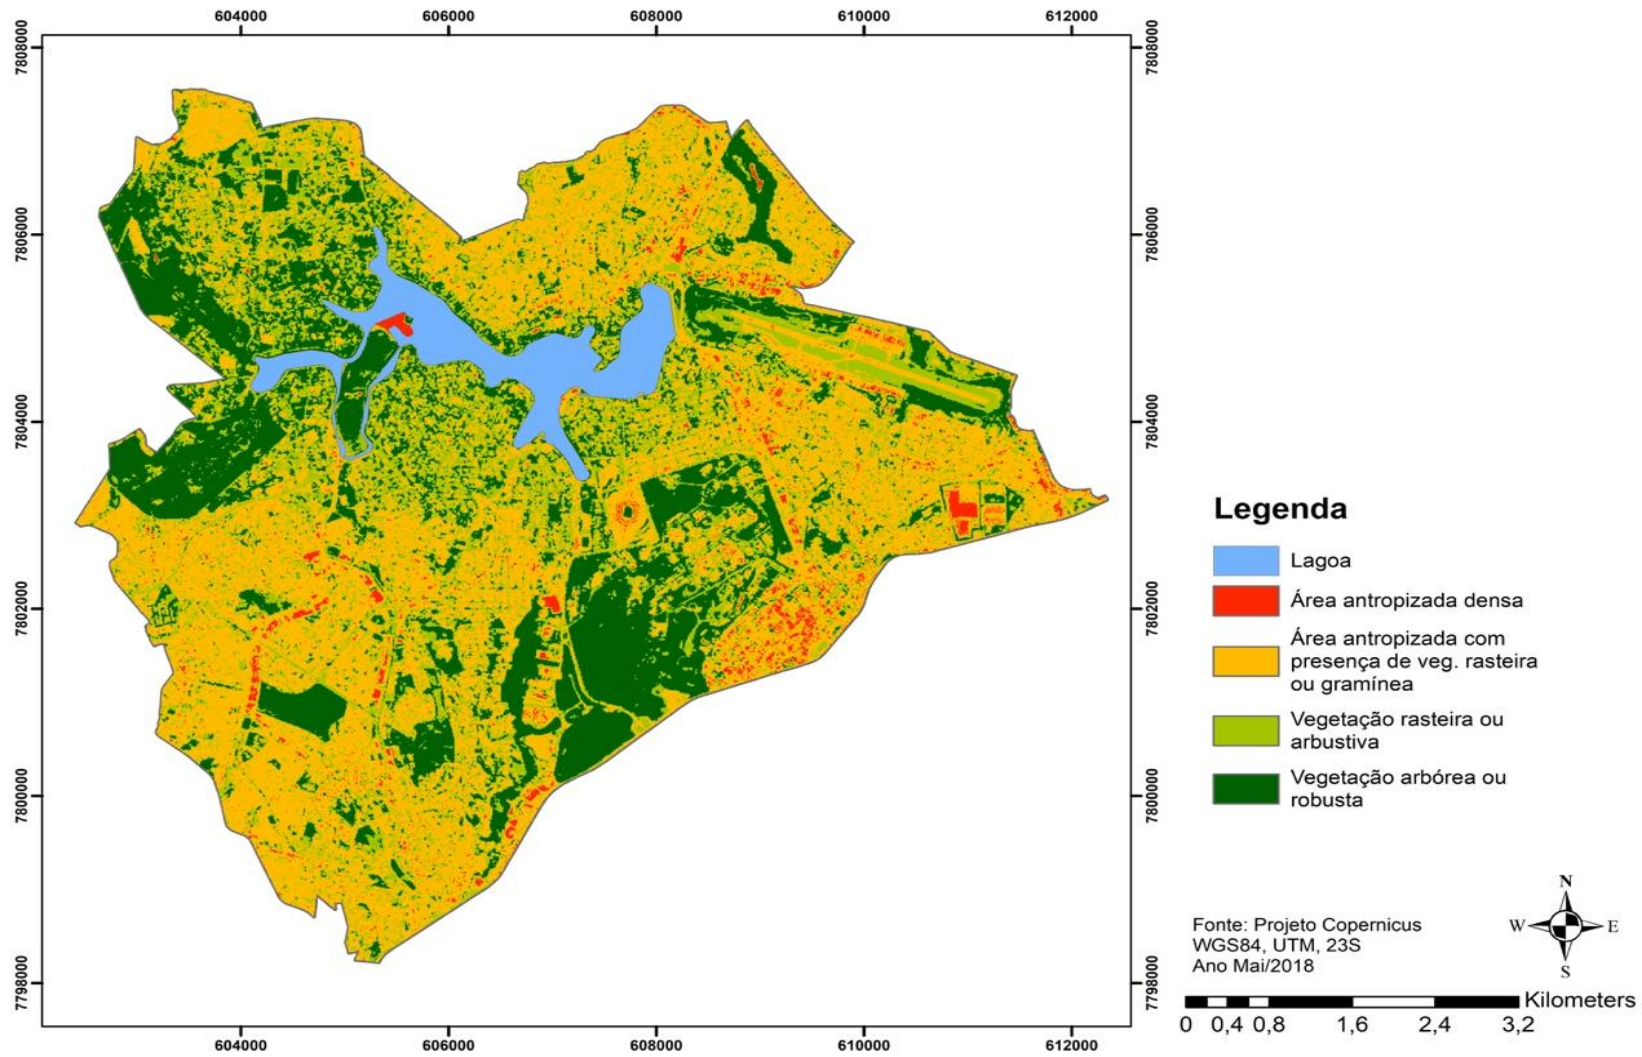 604000
606000
608000
610000
612000
7808000
7808000
7806000
7806000
7804000
7804000
7802000
7802000
7800000
7800000
7798000
7798000
604000
606000
608000
610000
612000
Legenda
Lagoa
Área antropizada densa
Área antropizada com
presença de veg. rasteira
ou gramínea
Vegetação rasteira ou
arbustiva
Vegetação arbórea ou
robusta
Fonte: Projeto Copernicus
WGS84, UTM, 23S
Ano Mai/2018
N
W
E
S
Kilometers
0 0,4 0,8 1,6 2,4 3,2